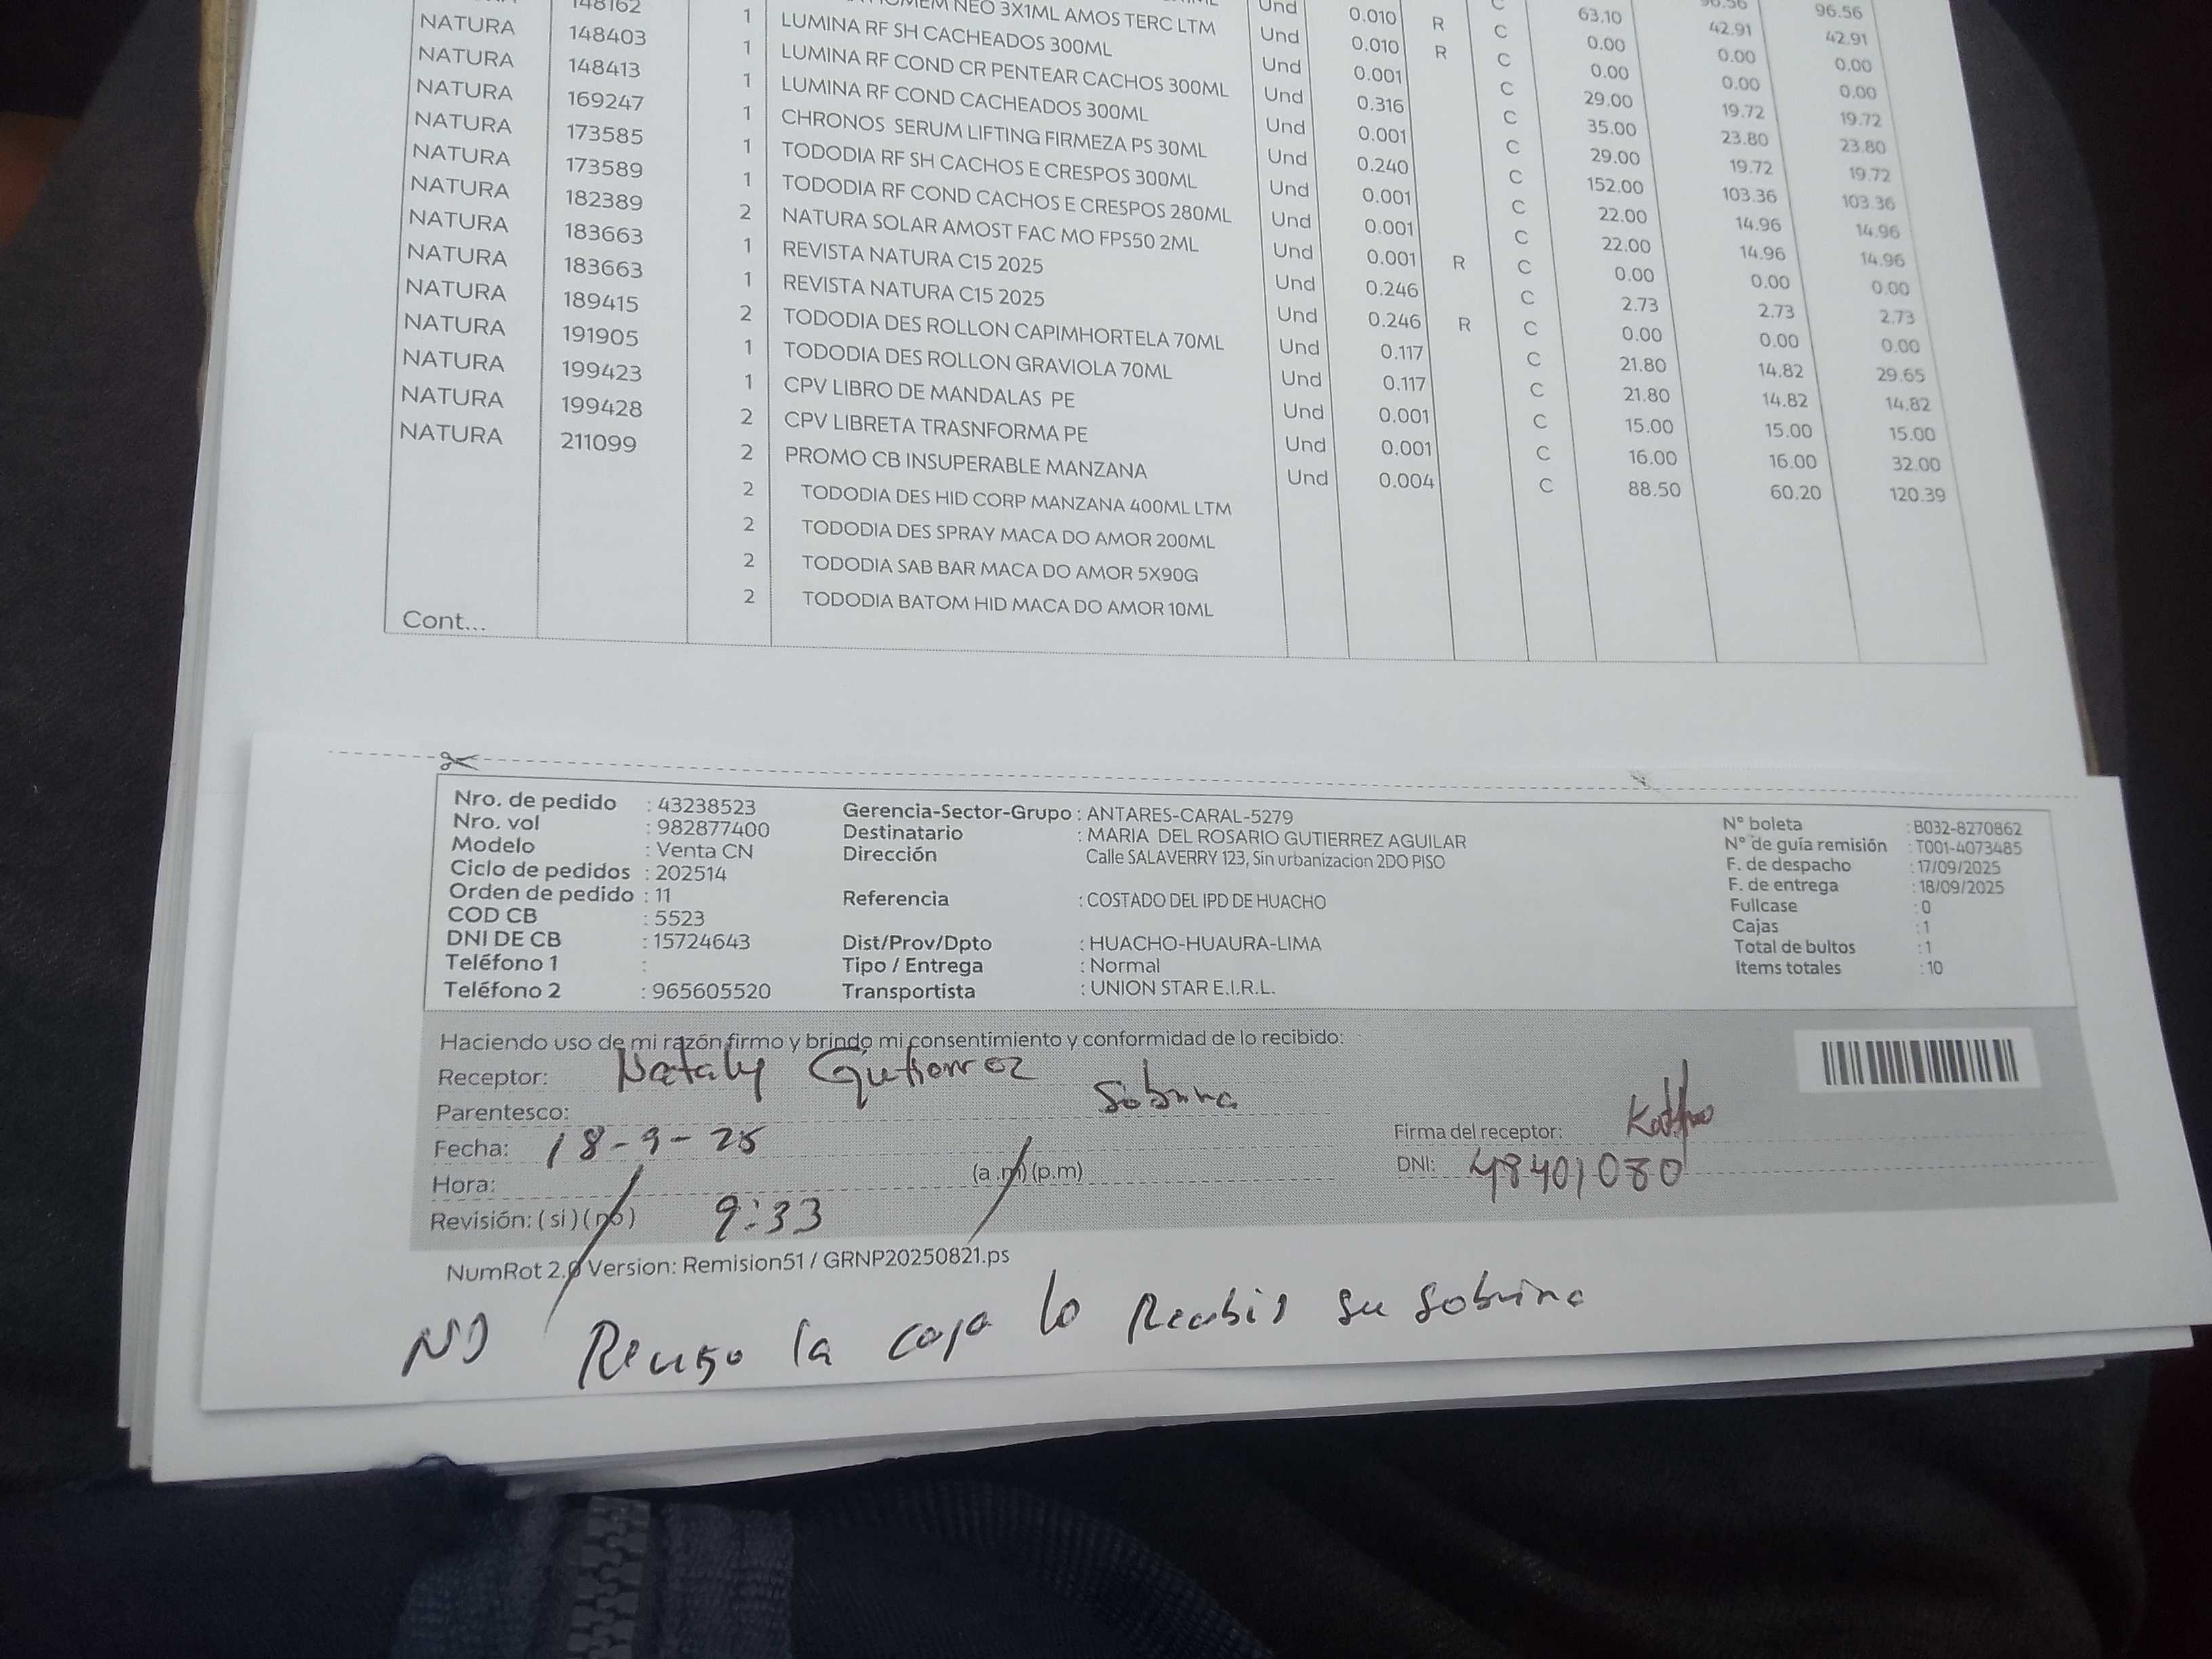 148162 1 LUMINA RF SH CACHEADOS 300ML Und 0.001 C 29.00 19.72 19.72
NATURA 148403 1 LUMINA RF COND CR PENTEAR CACHOS 300ML Und 0.316 C 35.00 23.80 23.80
NATURA 148413 1 LUMINA RF COND CACHEADOS 300ML Und 0.001 C 29.00 19.72 19.72
NATURA 169247 1 CHRONOS SERUM LIFTING FIRMEZA PS 30ML Und 0.240 C 152.00 103.36 103.36
NATURA 173585 1 TODODIA RF SH CACHOS E CRESPOS 300ML Und 0.001 C 22.00 14.96 14.96
NATURA 173589 1 TODODIA RF COND CACHOS E CRESPOS 280ML Und 0.001 C 22.00 14.96 14.96
NATURA 182389 2 NATURA SOLAR AMOST FAC MO FPS50 2ML Und 0.001 R C 0.00 0.00 0.00
NATURA 183663 1 REVISTA NATURA C15 2025 Und 0.246 C 2.73 2.73 2.73
NATURA 183663 1 REVISTA NATURA C15 2025 Und 0.246 R C 0.00 0.00 0.00
NATURA 189415 2 TODODIA DES ROLLON CAPIMHORTELA 70ML Und 0.117 C 21.80 14.82 29.65
NATURA 191905 1 TODODIA DES ROLLON GRAVIOLA 70ML Und 0.117 C 21.80 14.82 14.82
NATURA 199423 1 CPV LIBRO DE MANDALAS PE Und 0.001 C 15.00 15.00 15.00
NATURA 199428 2 CPV LIBRETA TRASNFORMA PE Und 0.001 C 16.00 16.00 32.00
NATURA 211099 2 PROMO CB INSUPERABLE MANZANA Und 0.004 C 88.50 60.20 120.39
2 TODODIA DES HID CORP MANZANA 400ML LTM
2 TODODIA DES SPRAY MACA DO AMOR 200ML
2 TODODIA SAB BAR MACA DO AMOR 5X90G
2 TODODIA BATOM HID MACA DO AMOR 10ML
Cont...
Nro. de pedido : 43238523
Nro. vol : 982877400
Modelo : Venta CN
Ciclo de pedidos : 202514
Orden de pedido : 11
COD CB : 5523
DNI DE CB : 15724643
Teléfono 1 :
Teléfono 2 : 965605520
Gerencia-Sector-Grupo : ANTARES-CARAL-5279
Destinatario : MARIA DEL ROSARIO GUTIERREZ AGUILAR
Dirección Calle SALAVERRY 123, Sin urbanizacion 2DO PISO
Referencia : COSTADO DEL IPD DE HUACHO
Dist/Prov/Dpto : HUACHO-HUAURA-LIMA
Tipo / Entrega : Normal
Transportista : UNION STAR E.I.R.L.
N° boleta : B032-8270862
N° de guía remisión : T001-4073485
F. de despacho : 17/09/2025
F. de entrega : 18/09/2025
Fullcase : 0
Cajas : 1
Total de bultos : 1
Items totales : 10
Haciendo uso de mi razón firmo y brindo mi consentimiento y conformidad de lo recibido:
Receptor: Nataly Gutierrez
Parentesco: Sobrina
Fecha: 18-9-25
Hora: (a.m) (p.m)
Revisión: ( si ) ( no ) 9:33
Firma del receptor:
DNI: 48401080
NumRot 2.0 Version: Remision51 / GRNP20250821.ps
NO Reviso la caja lo Recibió su sobrina